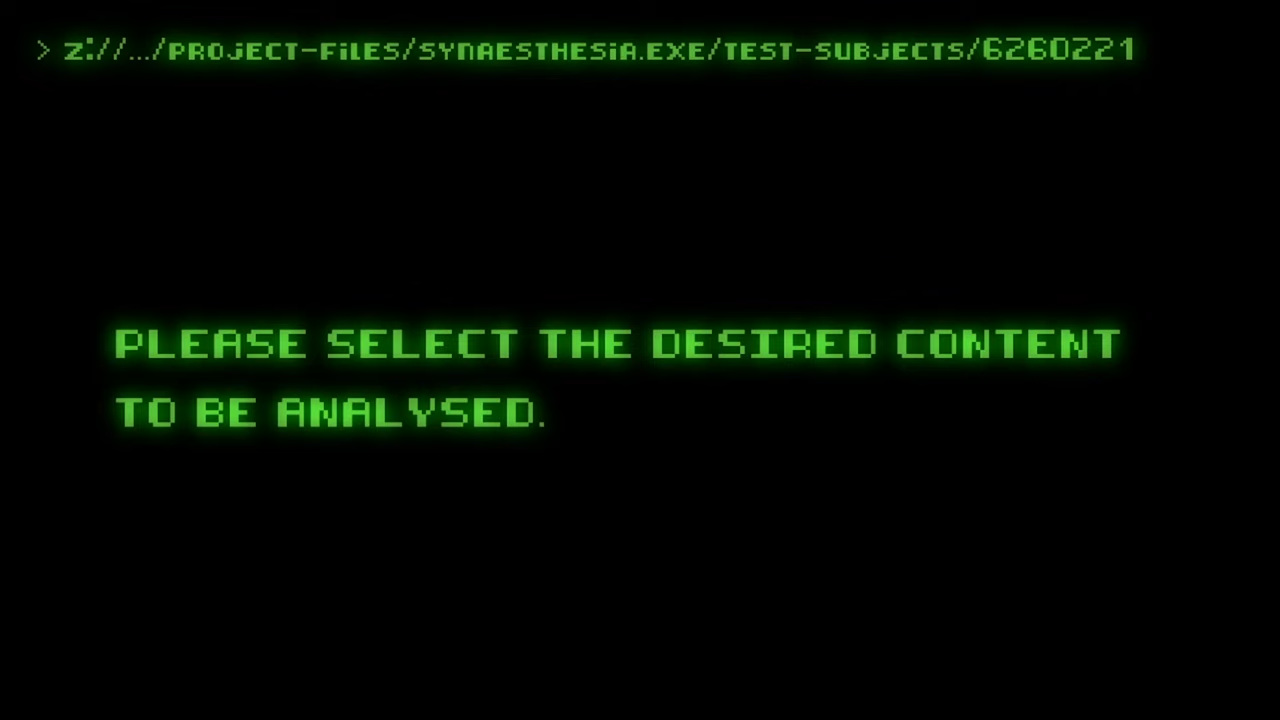 > Z://.../PROJECT-FILES/SYNAESTHESIA.EXE/TEST-SUBJECTS/6260221
PLEASE SELECT THE DESIRED CONTENT
TO BE ANALYSED.